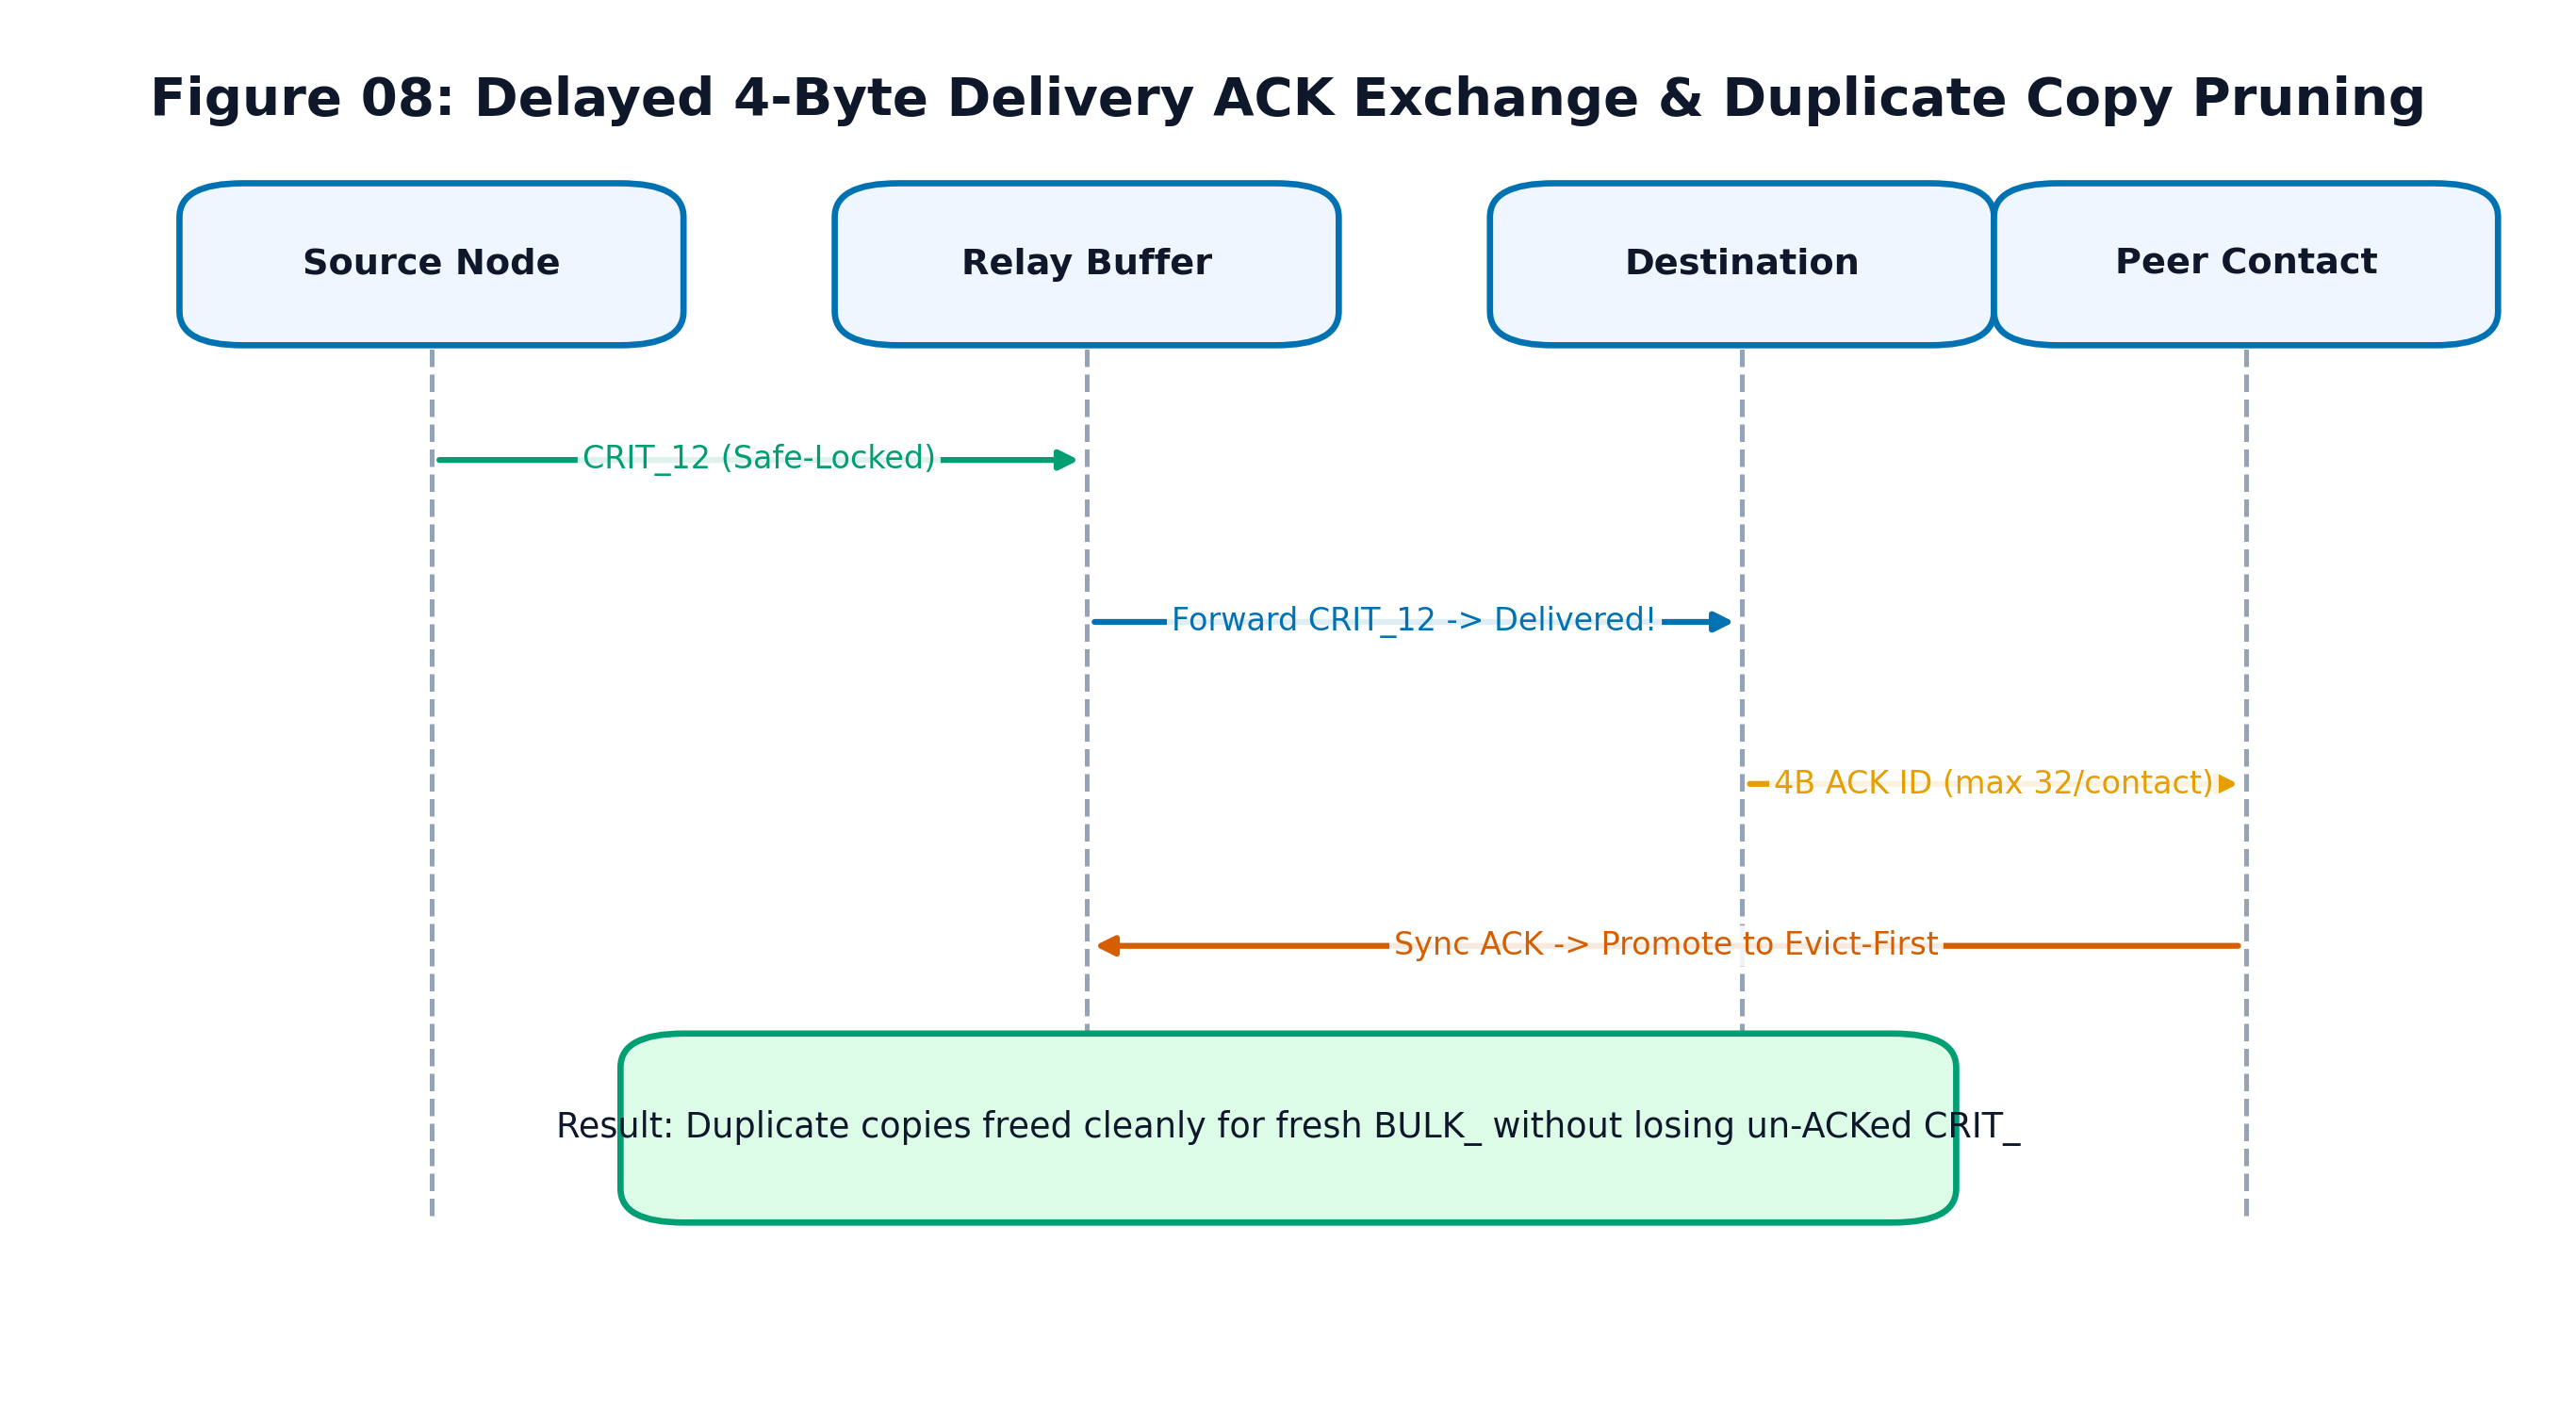 Figure 08: Delayed 4-Byte Delivery ACK Exchange & Duplicate Copy Pruning
Source Node
Relay Buffer
Destination
Peer Contact
CRIT_12 (Safe-Locked)
Forward CRIT_12 -> Delivered!
4B ACK ID (max 32/contact)
Sync ACK -> Promote to Evict-First
Result: Duplicate copies freed cleanly for fresh BULK_ without losing un-ACKed CRIT_